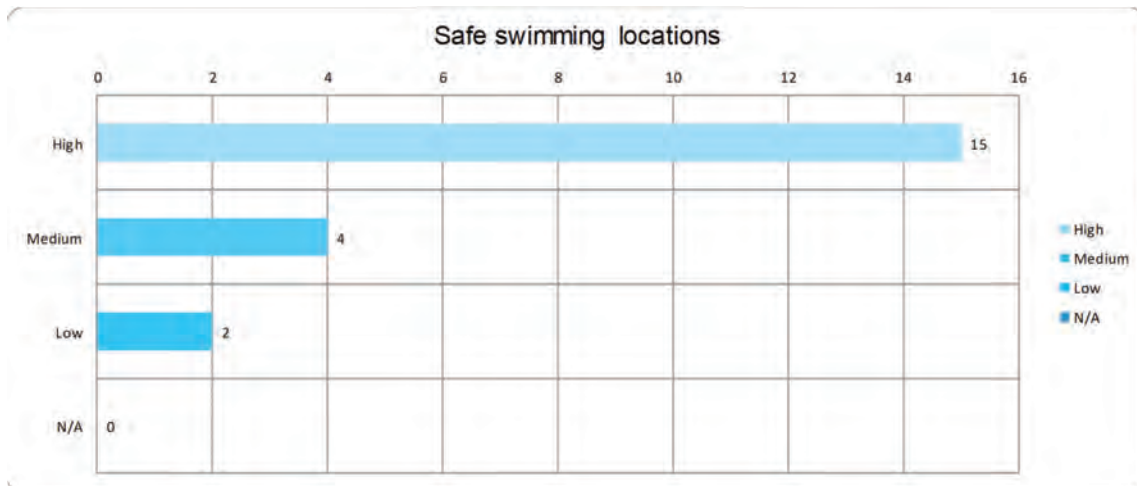 Safe swimming locations
0 2 4 6 8 10 12 14 16
High 15
Medium 4
Low 2
N/A 0
High
Medium
Low
N/A